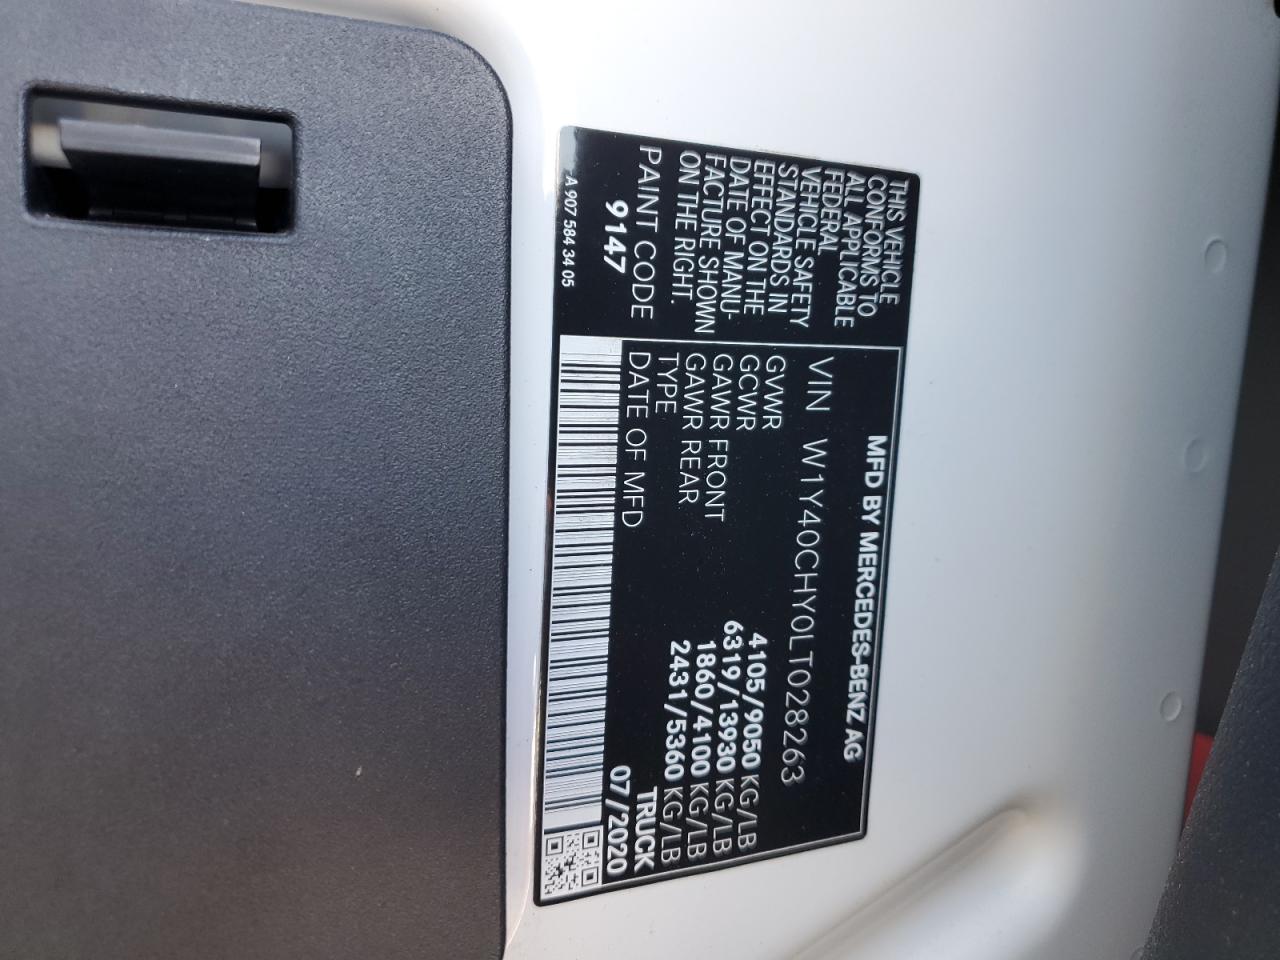 MFD BY MERCEDES-BENZ AG
THIS VEHICLE
CONFORMS TO
ALL APPLICABLE
FEDERAL
VEHICLE SAFETY
STANDARDS IN
EFFECT ON THE
DATE OF MANU-
FACTURE SHOWN
ON THE RIGHT.
PAINT CODE
9147
A 907 584 34 05
VIN W1Y40CHY0LT028263
GVWR 4105/9050 KG/LB
GCWR 6319/13930 KG/LB
GAWR FRONT 1860/4100 KG/LB
GAWR REAR 2431/5360 KG/LB
TYPE TRUCK
DATE OF MFD 07/2020